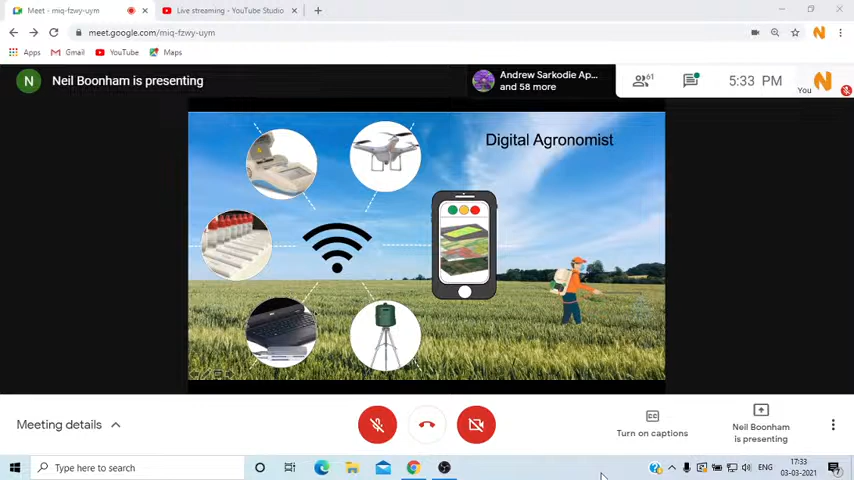 Meet - miq-fzwy-uym
Live streaming - YouTube Studio
meet.google.com/miq-fzwy-uym
Apps
Gmail
YouTube
Maps
N
Neil Boonham is presenting
Andrew Sarkodie Ap...
and 58 more
61
5:33 PM
You
Digital Agronomist
Meeting details
CC
Turn on captions
Neil Boonham
is presenting
Type here to search
ENG
17:33
03-03-2021